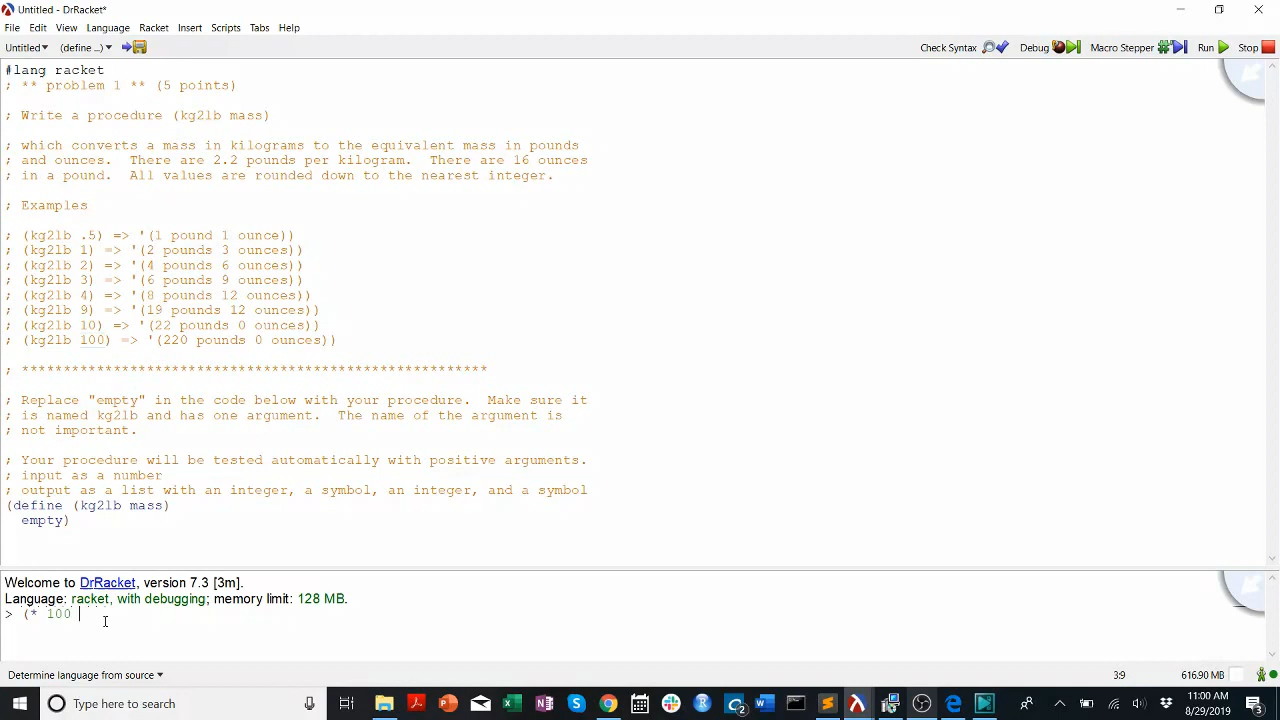 Untitled - DrRacket*
File Edit View Language Racket Insert Scripts Tabs Help
Untitled▾ (define ...)▾ Check Syntax Debug Macro Stepper Run Stop
#lang racket
; ** problem 1 ** (5 points)
; Write a procedure (kg2lb mass)
; which converts a mass in kilograms to the equivalent mass in pounds
; and ounces.  There are 2.2 pounds per kilogram.  There are 16 ounces
; in a pound.  All values are rounded down to the nearest integer.
; Examples
; (kg2lb .5) => '(1 pound 1 ounce))
; (kg2lb 1) => '(2 pounds 3 ounces))
; (kg2lb 2) => '(4 pounds 6 ounces))
; (kg2lb 3) => '(6 pounds 9 ounces))
; (kg2lb 4) => '(8 pounds 12 ounces))
; (kg2lb 9) => '(19 pounds 12 ounces))
; (kg2lb 10) => '(22 pounds 0 ounces))
; (kg2lb 100) => '(220 pounds 0 ounces))
; ********************************************************
; Replace "empty" in the code below with your procedure.  Make sure it
; is named kg2lb and has one argument.  The name of the argument is
; not important.
; Your procedure will be tested automatically with positive arguments.
; input as a number
; output as a list with an integer, a symbol, an integer, and a symbol
(define (kg2lb mass)
  empty)
Welcome to DrRacket, version 7.3 [3m].
Language: racket, with debugging; memory limit: 128 MB.
> (* 100
Determine language from source▾ 3:9 616.90 MB
Type here to search 11:00 AM
8/29/2019